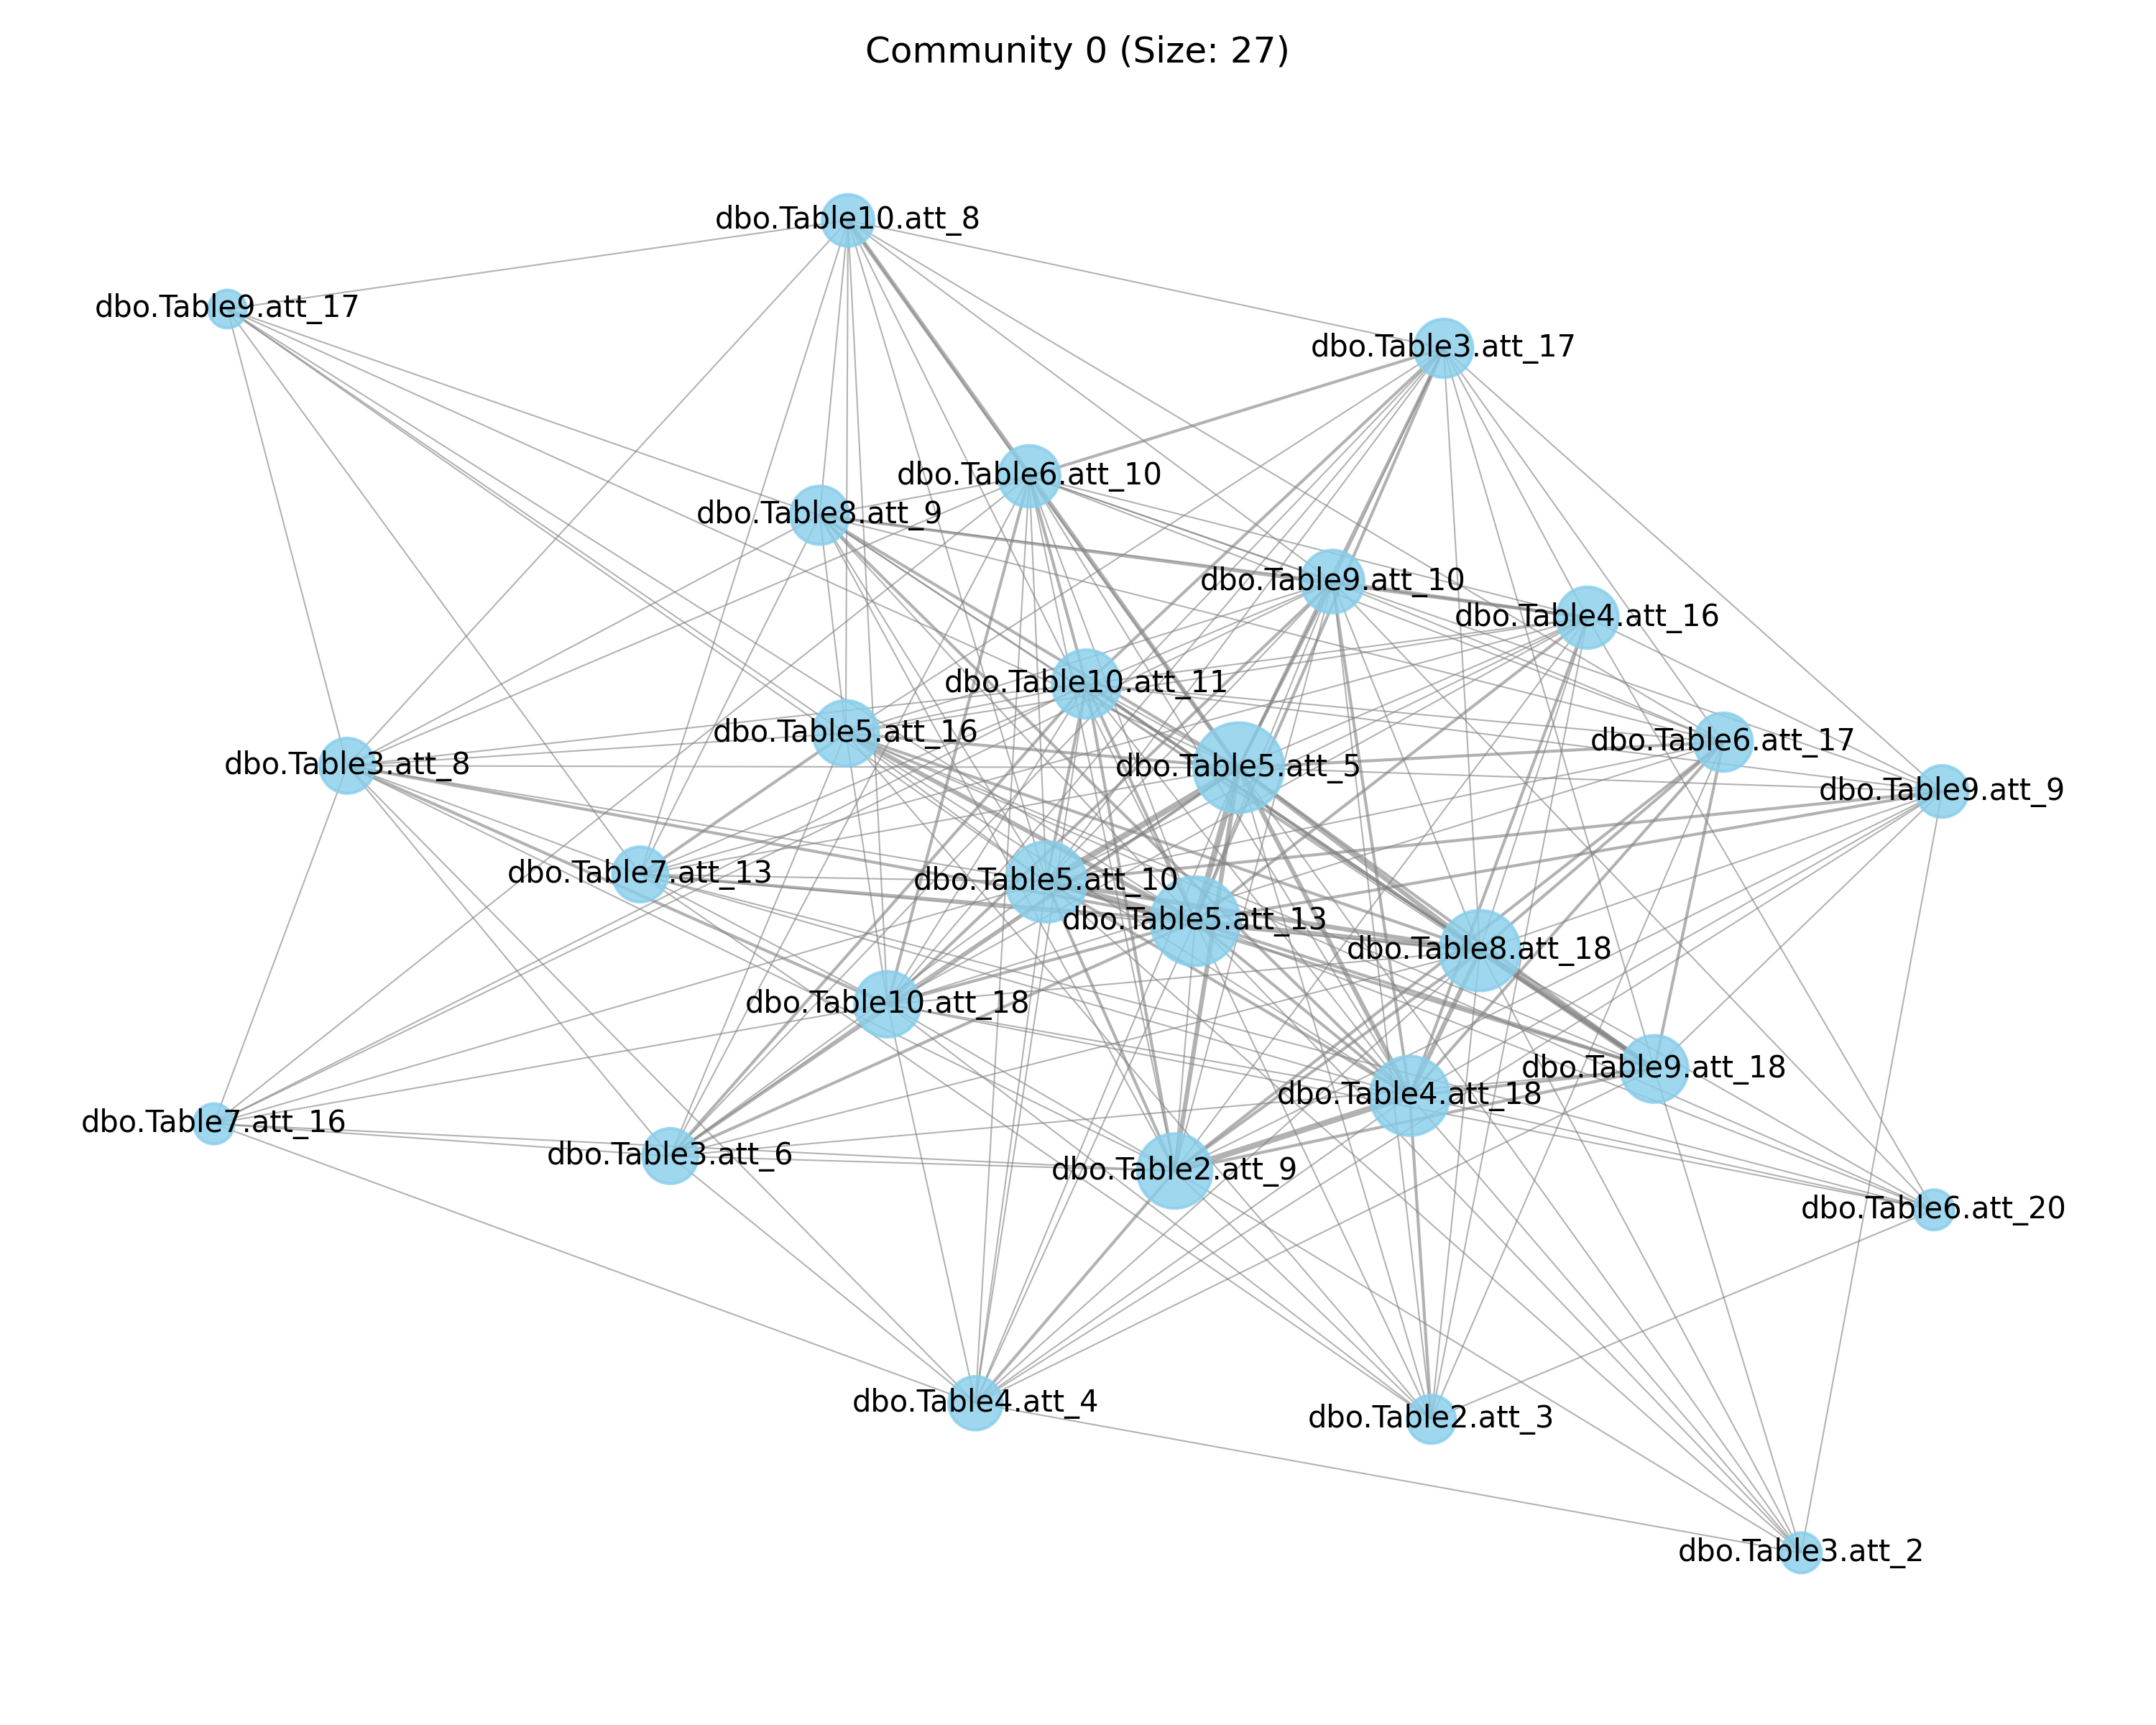 Community 0 (Size: 27)
dbo.Table10.att_8
dbo.Table9.att_17
dbo.Table3.att_17
dbo.Table6.att_10
dbo.Table8.att_9
dbo.Table9.att_10
dbo.Table4.att_16
dbo.Table10.att_11
dbo.Table5.att_16
dbo.Table6.att_17
dbo.Table3.att_8
dbo.Table5.att_5
dbo.Table9.att_9
dbo.Table7.att_13
dbo.Table5.att_10
dbo.Table5.att_13
dbo.Table8.att_18
dbo.Table10.att_18
dbo.Table9.att_18
dbo.Table4.att_18
dbo.Table7.att_16
dbo.Table3.att_6
dbo.Table2.att_9
dbo.Table6.att_20
dbo.Table4.att_4
dbo.Table2.att_3
dbo.Table3.att_2